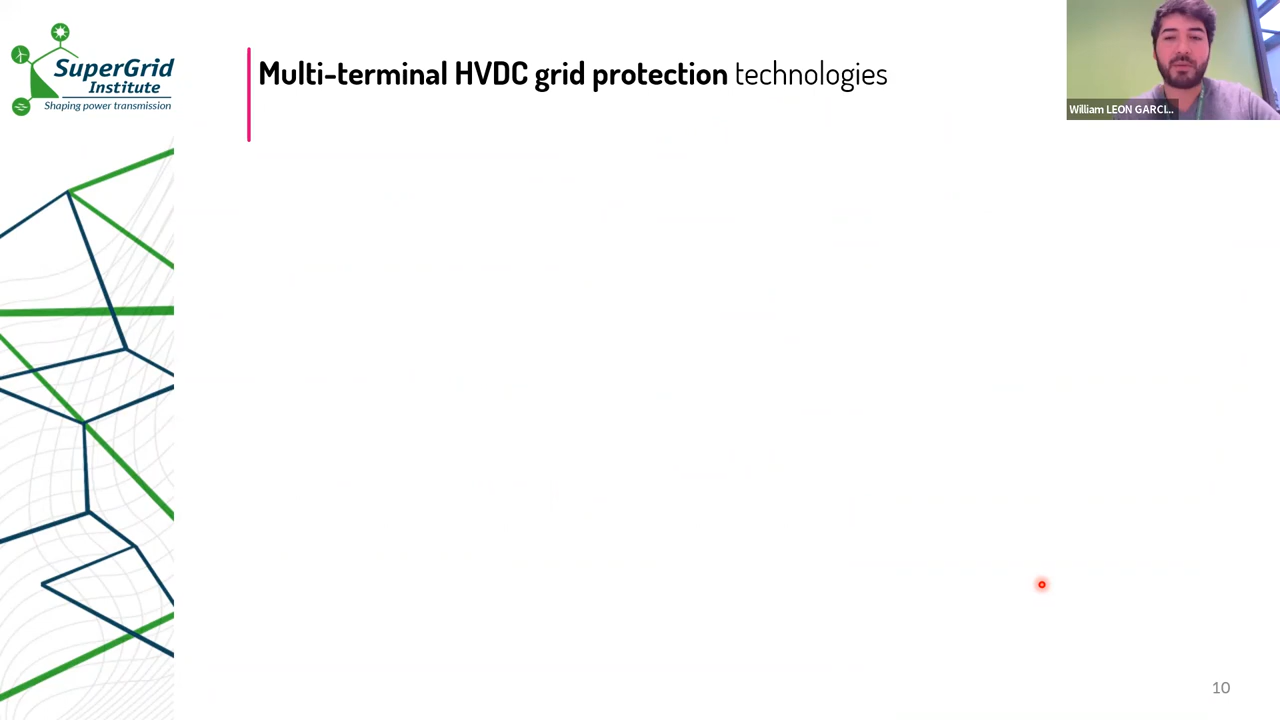 SuperGrid
Institute
Shaping power transmission
Multi-terminal HVDC grid protection technologies
William LEON GARCI...
10